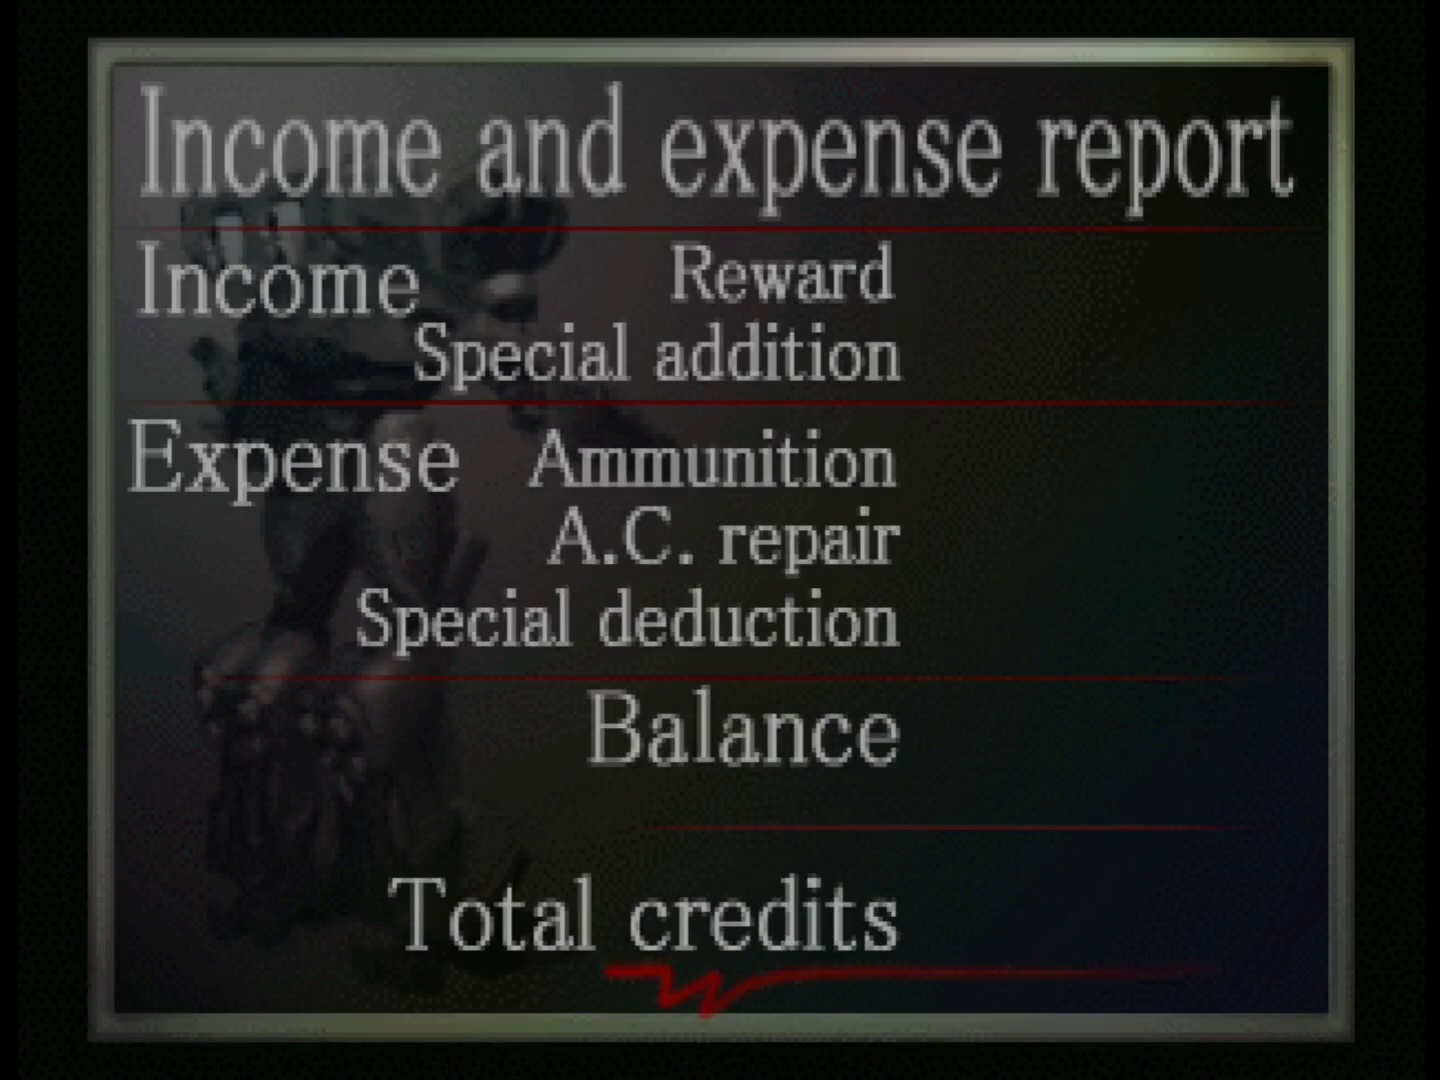 Income and expense report
Income Reward
Special addition
Expense Ammunition
A.C. repair
Special deduction
Balance
Total credits